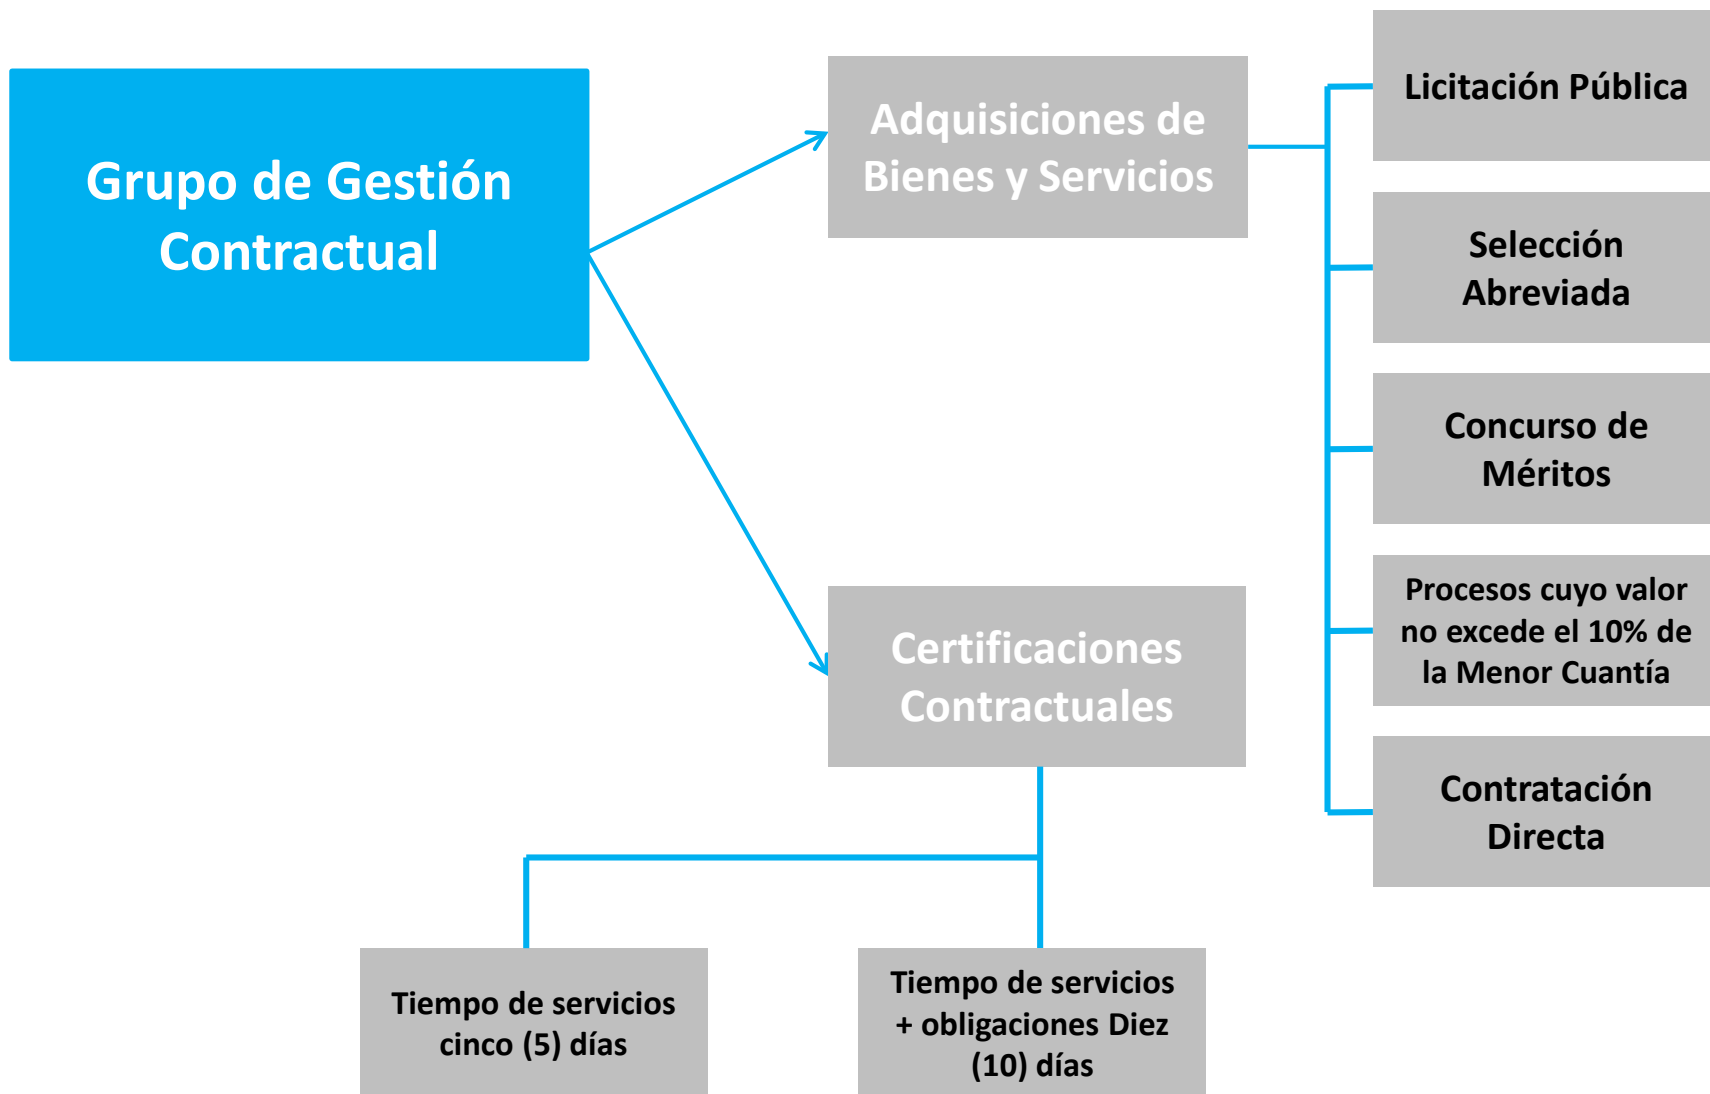 Grupo de Gestión
Contractual
Adquisiciones de
Bienes y Servicios
Licitación Pública
Selección
Abreviada
Concurso de
Méritos
Procesos cuyo valor
no excede el 10% de
la Menor Cuantía
Contratación
Directa
Certificaciones
Contractuales
Tiempo de servicios
cinco (5) días
Tiempo de servicios
+ obligaciones Diez
(10) días